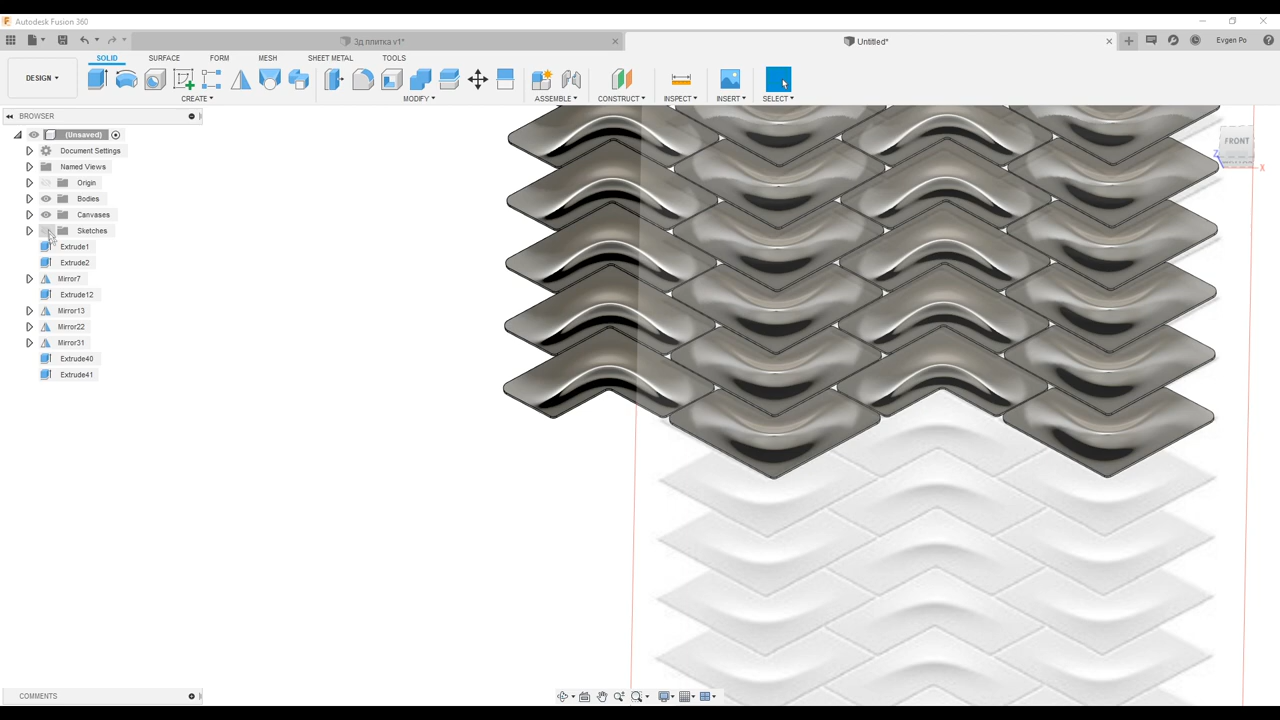 Autodesk Fusion 360
3д плитка v1*
Untitled*
Evgen Po
DESIGN
SOLID
SURFACE
FORM
MESH
SHEET METAL
TOOLS
CREATE
MODIFY
ASSEMBLE
CONSTRUCT
INSPECT
INSERT
SELECT
BROWSER
(Unsaved)
Document Settings
Named Views
Origin
Bodies
Canvases
Sketches
Extrude1
Extrude2
Mirror7
Extrude12
Mirror13
Mirror22
Mirror31
Extrude40
Extrude41
FRONT
Z
X
COMMENTS